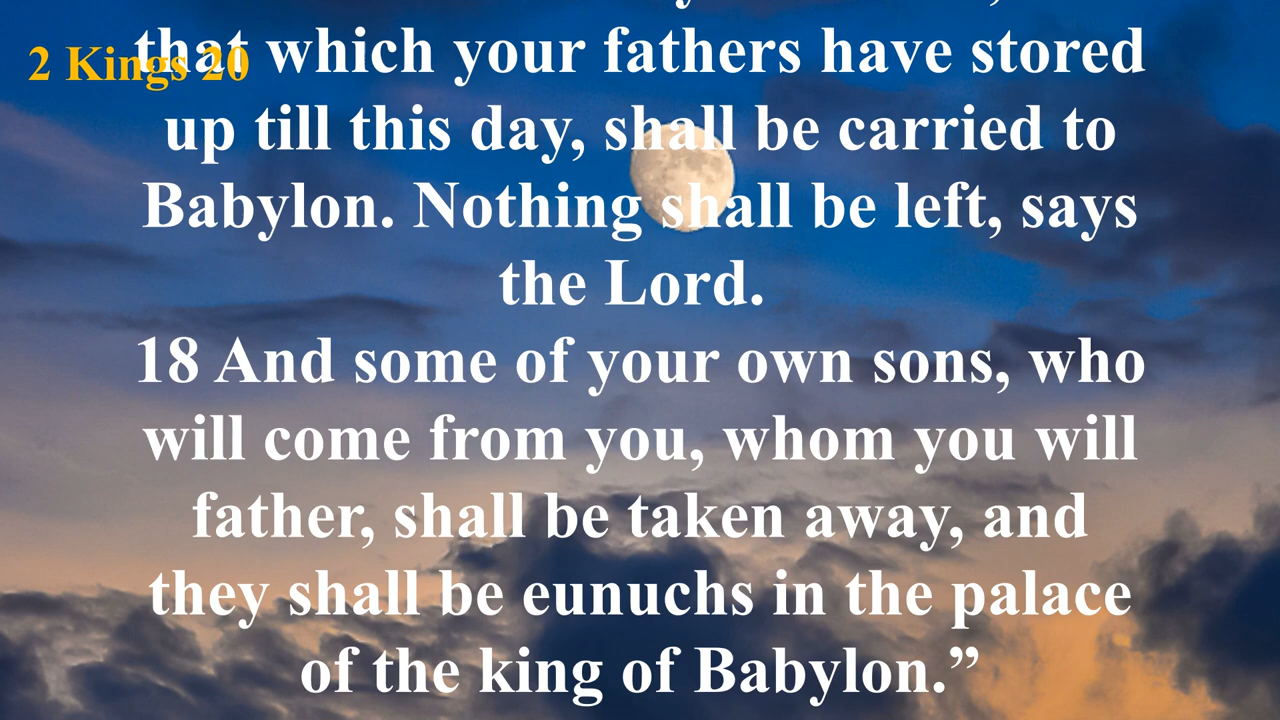 2 Kings 20
that which your fathers have stored
up till this day, shall be carried to
Babylon. Nothing shall be left, says
the Lord.
18 And some of your own sons, who
will come from you, whom you will
father, shall be taken away, and
they shall be eunuchs in the palace
of the king of Babylon.”